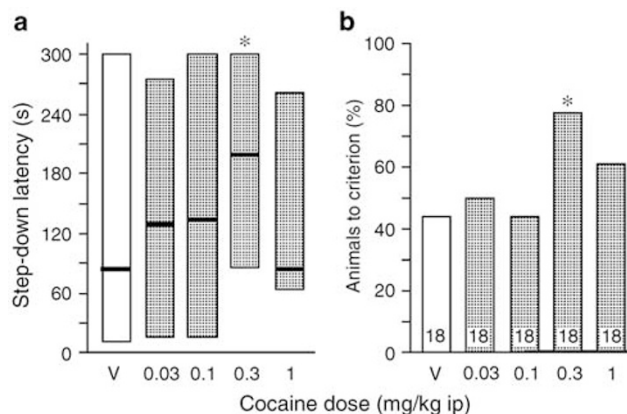 a
b
Step-down latency (s)
300
240
180
120
60
0
*
V 0.03 0.1 0.3 1
Animals to criterion (%)
100
80
60
40
20
0
*
18 18 18 18 18
V 0.03 0.1 0.3 1
Cocaine dose (mg/kg ip)